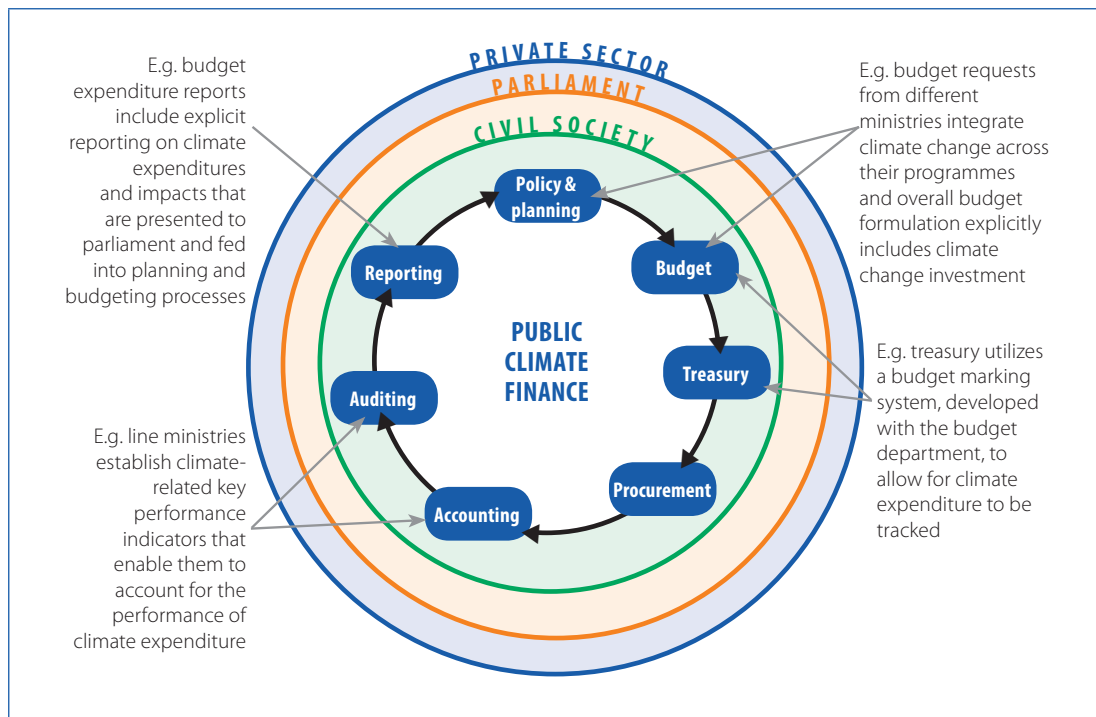 PRIVATE SECTOR
PARLIAMENT
CIVIL SOCIETY
E.g. budget
expenditure reports
include explicit
reporting on climate
expenditures
and impacts that
are presented to
parliament and fed
into planning and
budgeting processes
E.g. budget requests
from different
ministries integrate
climate change across
their programmes
and overall budget
formulation explicitly
includes climate
change investment
Policy &
planning
Budget
Reporting
PUBLIC
CLIMATE
FINANCE
Treasury
E.g. treasury utilizes
a budget marking
system, developed
with the budget
department, to
allow for climate
expenditure to be
tracked
Auditing
Procurement
Accounting
E.g. line ministries
establish climate-
related key
performance
indicators that
enable them to
account for the
performance of
climate expenditure